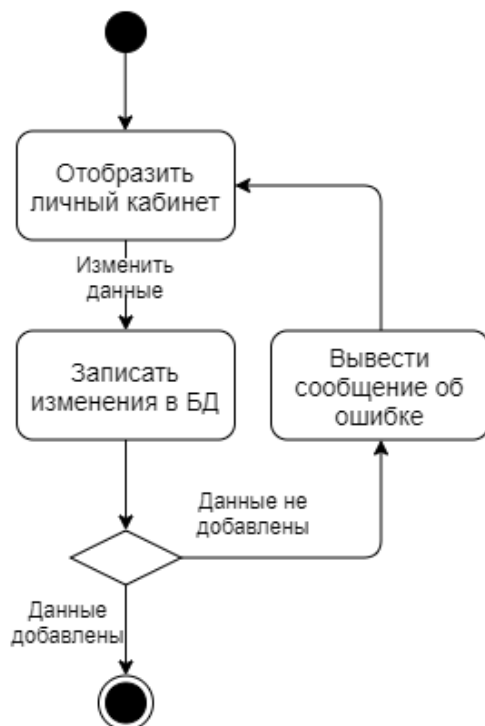 Отобразить
личный кабинет
Изменить
данные
Записать
изменения в БД
Вывести
сообщение об
ошибке
Данные не
добавлены
Данные
добавлены